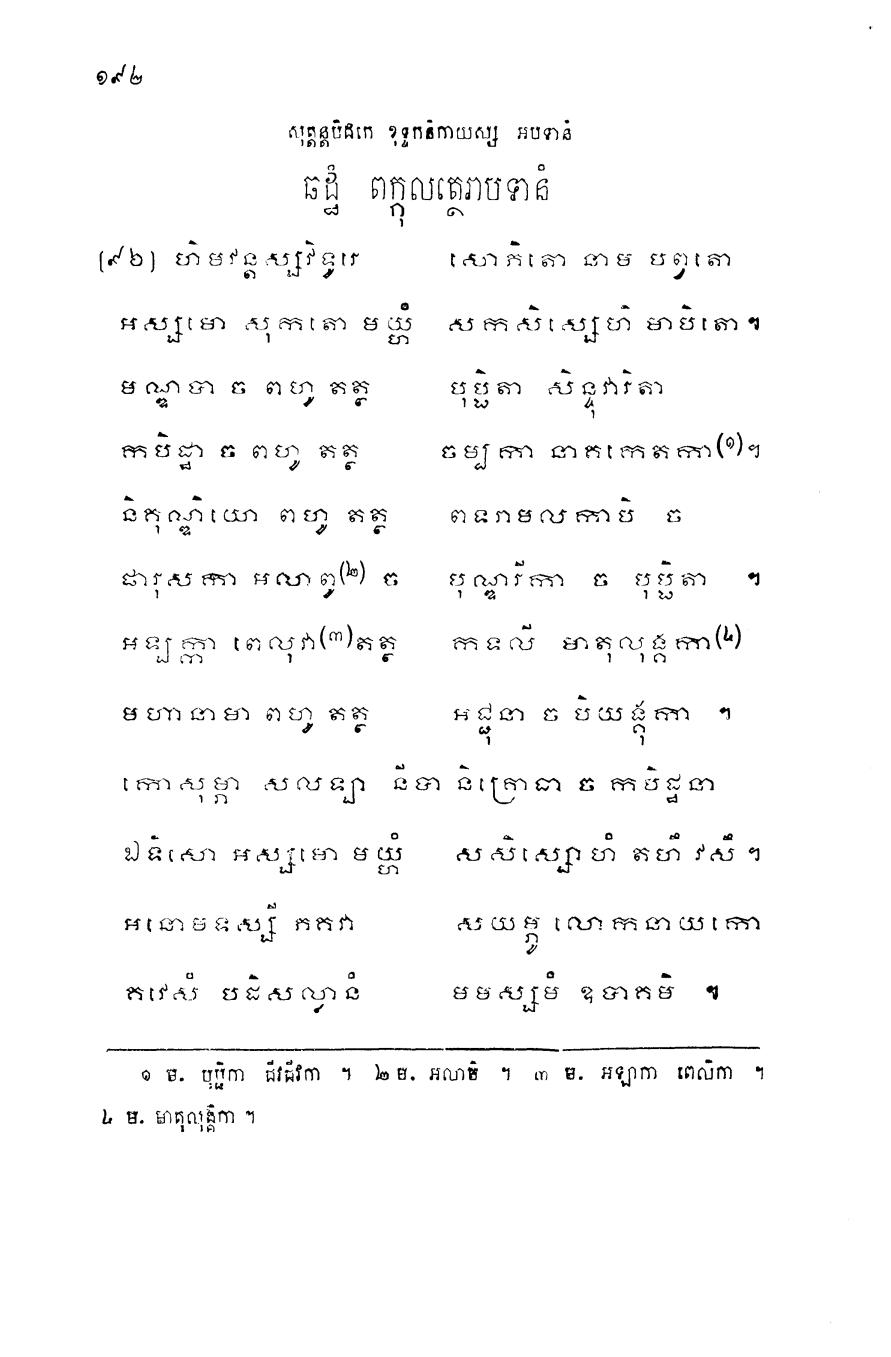 ១៩២
សុត្តន្តបិដកេ ខុទ្ទកនិកាយស្ស អបទានំ
ឆដ្ឋំ ពក្កុលត្ថេរាបទានំ
[៩៦] ហិមវន្តស្សវិទូរេ សោភិតោ នាម បព្វតោ
អស្សមោ សុកតោ មយ្ហំ សកសិស្សេហិ មាបិតោ ៕
មណ្ឌបា ច ពហូ តត្ថ បុប្ផិតា សិន្ទុវារិតា
កបិដ្ឋា ច ពហូ តត្ថ ចម្បកា នាគកេតកា(១)។
និគុណ្ឌិយោ ពហូ តត្ថ ពទរាមលកាបិ ច
ផារុសកា អលាពូ(២) ច បុណ្ឌរីកា ច បុប្ផិតា ៕
អឡ្បក្កា ពេលុវា(៣)តត្ថ កទលី មាតុលុង្គកា(៤)
មហានាមា ពហូ តត្ថ អជ្ជុនា ច បិយង្គុកា ។
កោសុម្ភា សលឡ្បា នីបា និគ្រោធា ច កបិដ្ឋនា
ឯទិសោ អស្សមោ មយ្ហំ សសិស្សោហំ តហឹ វសឹ ។
អនោមទស្សី ភគវា សយម្ភូ លោកនាយកោ
គវេសំ បដិសល្លានំ មមស្សមំ ឧបាគមិ ៕
១ ម. បុប្ផិកា ជីវជីវកា ។ ២ ម. អលាមិ ។ ៣ ម. អឡាកា ពេលិកា ។
៤ ម. មាតុលុង្គិកា ។